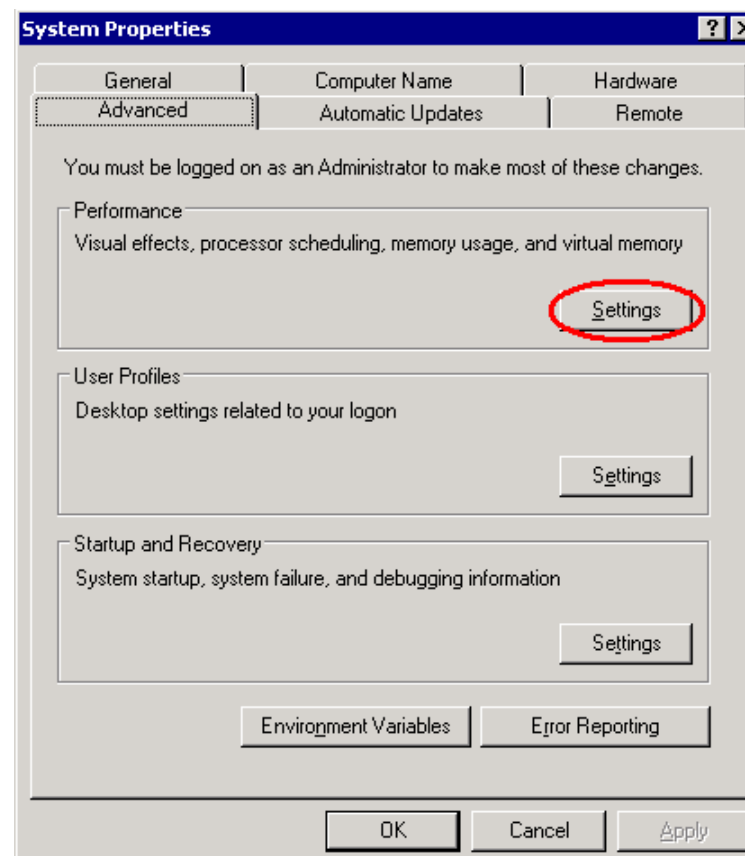 System Properties
General
Computer Name
Hardware
Advanced
Automatic Updates
Remote
You must be logged on as an Administrator to make most of these changes.
Performance
Visual effects, processor scheduling, memory usage, and virtual memory
Settings
User Profiles
Desktop settings related to your logon
Settings
Startup and Recovery
System startup, system failure, and debugging information
Settings
Environment Variables
Error Reporting
OK
Cancel
Apply